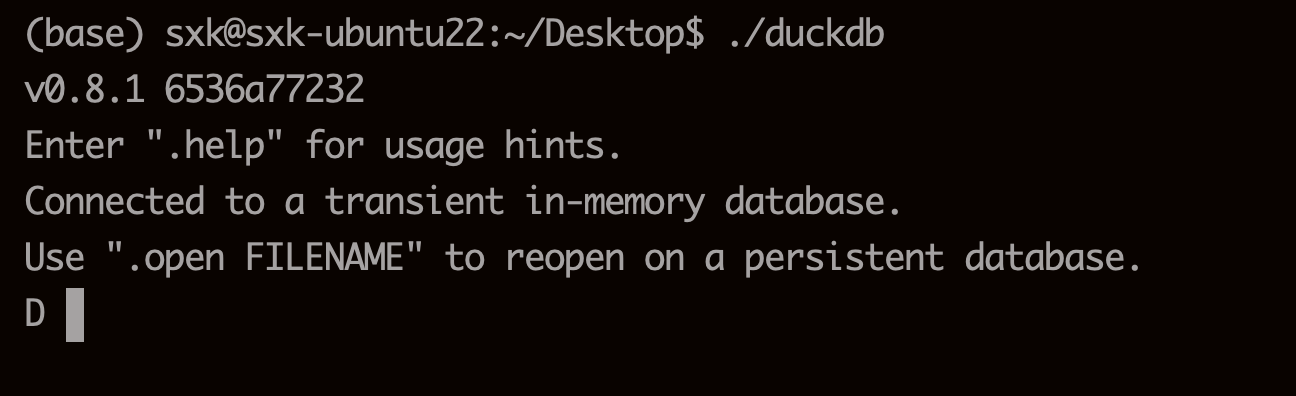 (base) sxk@sxk-ubuntu22:~/Desktop$ ./duckdb
v0.8.1 6536a77232
Enter ".help" for usage hints.
Connected to a transient in-memory database.
Use ".open FILENAME" to reopen on a persistent database.
D